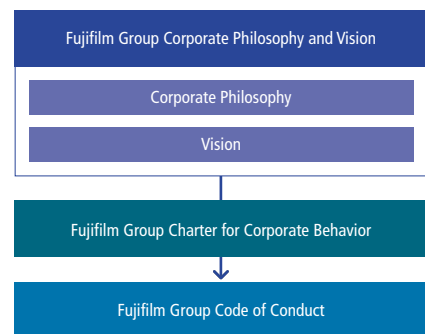 Fujifilm Group Corporate Philosophy and Vision
Corporate Philosophy
Vision
Fujifilm Group Charter for Corporate Behavior
Fujifilm Group Code of Conduct